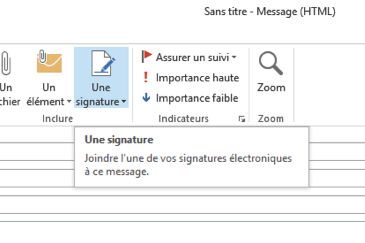 Sans titre - Message (HTML)
Un Un Une
chier élément signature
Assurer un suivi
Importance haute
Importance faible
Zoom
Inclure Indicateurs Zoom
Une signature
Joindre l'une de vos signatures électroniques
à ce message.